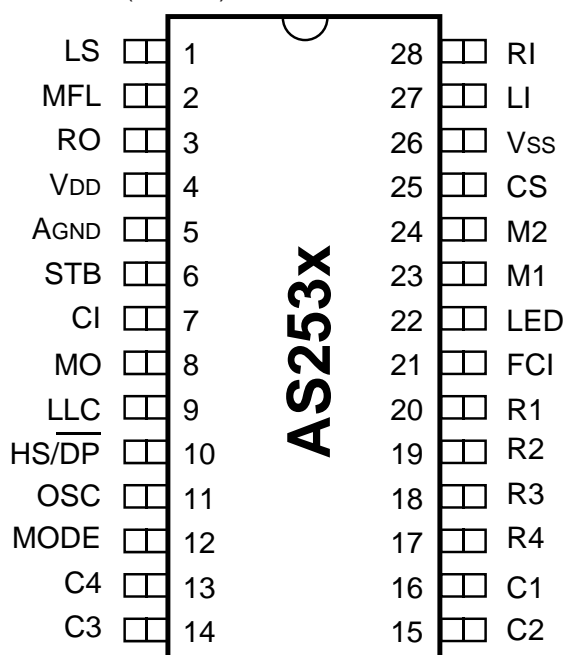 LS 1 28 RI
MFL 2 27 LI
RO 3 26 VSS
VDD 4 25 CS
AGND 5 24 M2
STB 6 23 M1
CI 7 22 LED
MO 8 21 FCI
LLC 9 20 R1
HS/DP 10 19 R2
OSC 11 18 R3
MODE 12 17 R4
C4 13 16 C1
C3 14 15 C2
AS253x